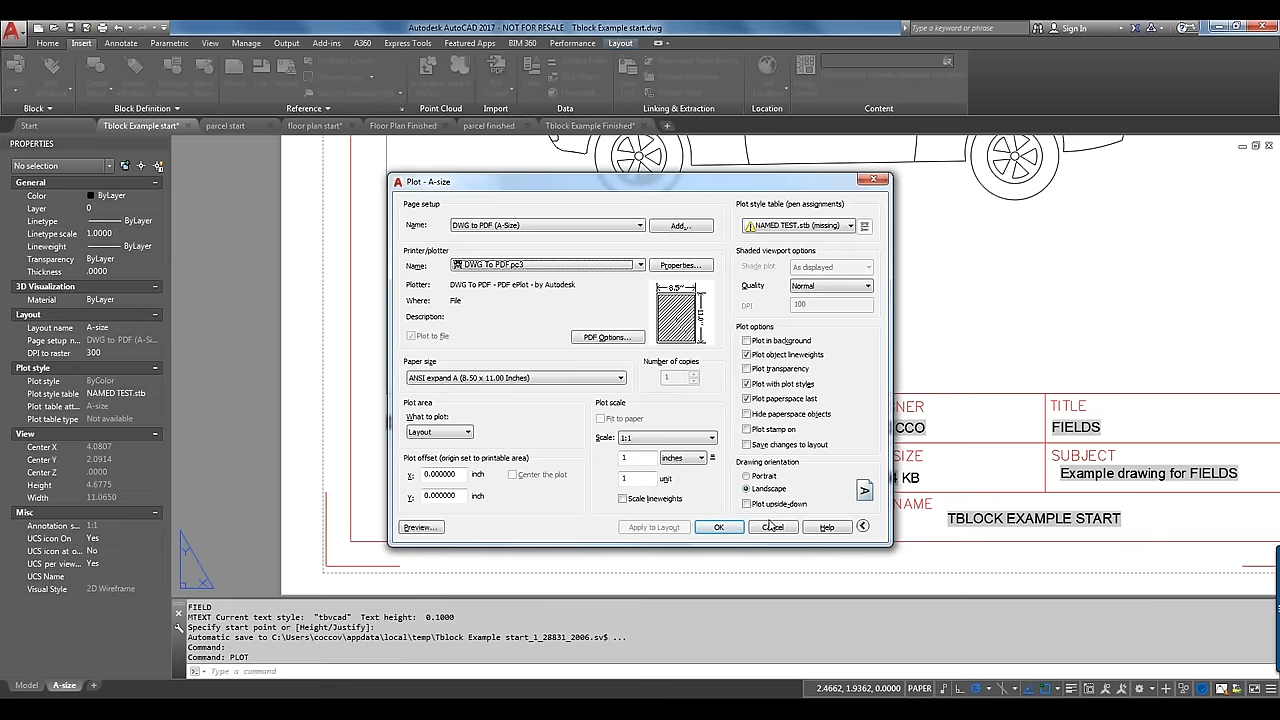 Autodesk AutoCAD 2017 - NOT FOR RESALE   Tblock Example start.dwg
Type a keyword or phrase
Sign In
Home Insert Annotate Parametric View Manage Output Add-ins A360 Express Tools Featured Apps BIM 360 Performance Layout
Block Block Definition Reference Point Cloud Import Data Linking & Extraction Location Content
PDF
Start Tblock Example start* parcel start floor plan start* Floor Plan Finished parcel finished Tblock Example Finished*
PROPERTIES
No selection
General
Color ByLayer
Layer 0
Linetype ByLayer
Linetype scale 1.0000
Lineweight ByLayer
Transparency ByLayer
Thickness .0000
3D Visualization
Material ByLayer
Layout
Layout name A-size
Page setup n... DWG to PDF (A-Si...
DPI to raster 300
Plot style
Plot style ByColor
Plot style table NAMED TEST.stb
Plot table att... A-size
Plot table type Not available
View
Center X 4.0807
Center Y 2.0914
Center Z .0000
Height 4.6775
Width 11.0650
Misc
Annotation s... 1:1
UCS icon On Yes
UCS icon at o... No
UCS per view... Yes
UCS Name
Visual Style 2D Wireframe
Plot - A-size
Page setup
Name: DWG to PDF (A-Size) Add...
Printer/plotter
Name: DWG To PDF.pc3 Properties...
Plotter: DWG To PDF - PDF ePlot - by Autodesk
Where: File
Description:
Plot to file PDF Options...
8.5''
11.0''
Paper size
ANSI expand A (8.50 x 11.00 Inches)
Number of copies
1
Plot area
What to plot:
Layout
Plot scale
Fit to paper
Scale: 1:1
1 inches =
1 unit
Scale lineweights
Plot offset (origin set to printable area)
X: 0.000000 inch Center the plot
Y: 0.000000 inch
Preview... Apply to Layout OK Cancel Help
Plot style table (pen assignments)
NAMED TEST.stb (missing)
Shaded viewport options
Shade plot As displayed
Quality Normal
DPI 100
Plot options
Plot in background
Plot object lineweights
Plot transparency
Plot with plot styles
Plot paperspace last
Hide paperspace objects
Plot stamp on
Save changes to layout
Drawing orientation
Portrait
Landscape
Plot upside-down
A
NER TITLE
CCO FIELDS
SIZE SUBJECT
KB Example drawing for FIELDS
NAME
TBLOCK EXAMPLE START
Y
X
FIELD
MTEXT Current text style:  "tbvcad"  Text height:  0.1000
Specify start point or [Height/Justify]:
Automatic save to C:\Users\coccov\appdata\local\temp\Tblock Example start_1_28831_2006.sv$ ...
Command:
Command: PLOT
Type a command
Model A-size +
2.4662, 1.9362, 0.0000 PAPER